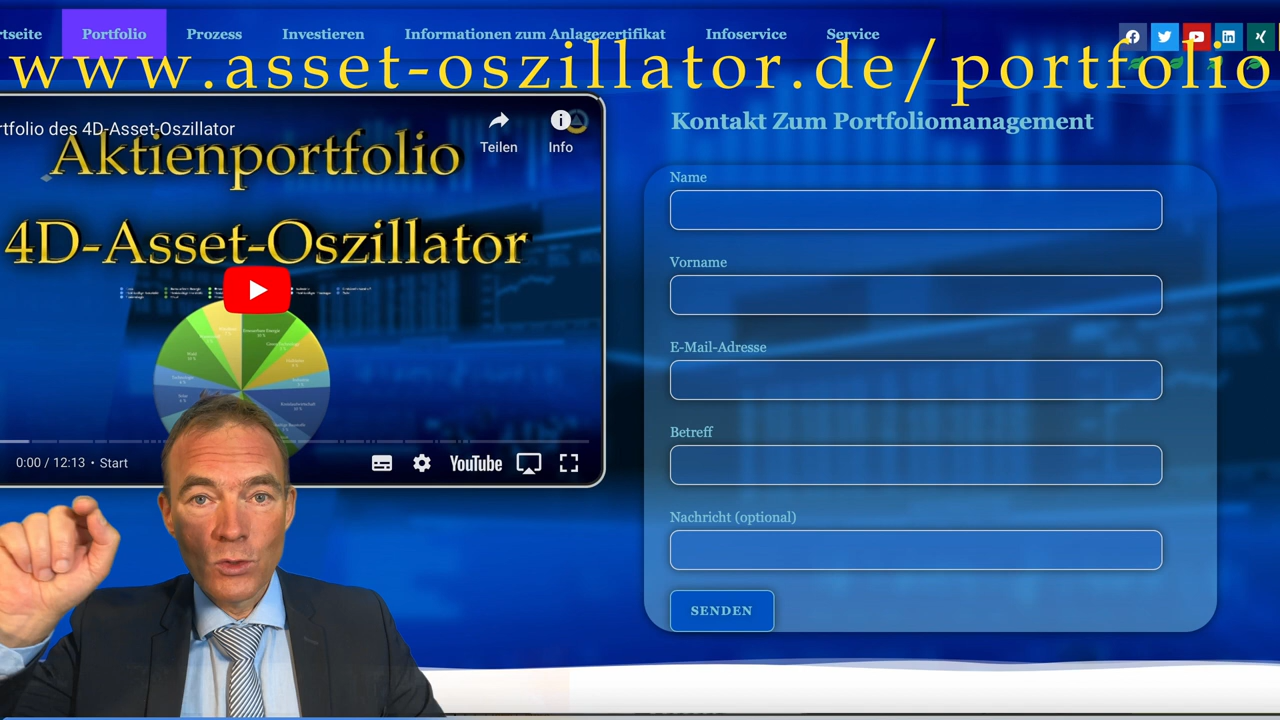 rtseite Portfolio Prozess Investieren Informationen zum Anlagezertifikat Infoservice Service
www.asset-oszillator.de/portfolio
rtfolio des 4D-Asset-Oszillator
Teilen Info
Aktienportfolio
4D-Asset-Oszillator
0:00 / 12:13 • Start
YouTube
Kontakt Zum Portfoliomanagement
Name
Vorname
E-Mail-Adresse
Betreff
Nachricht (optional)
SENDEN